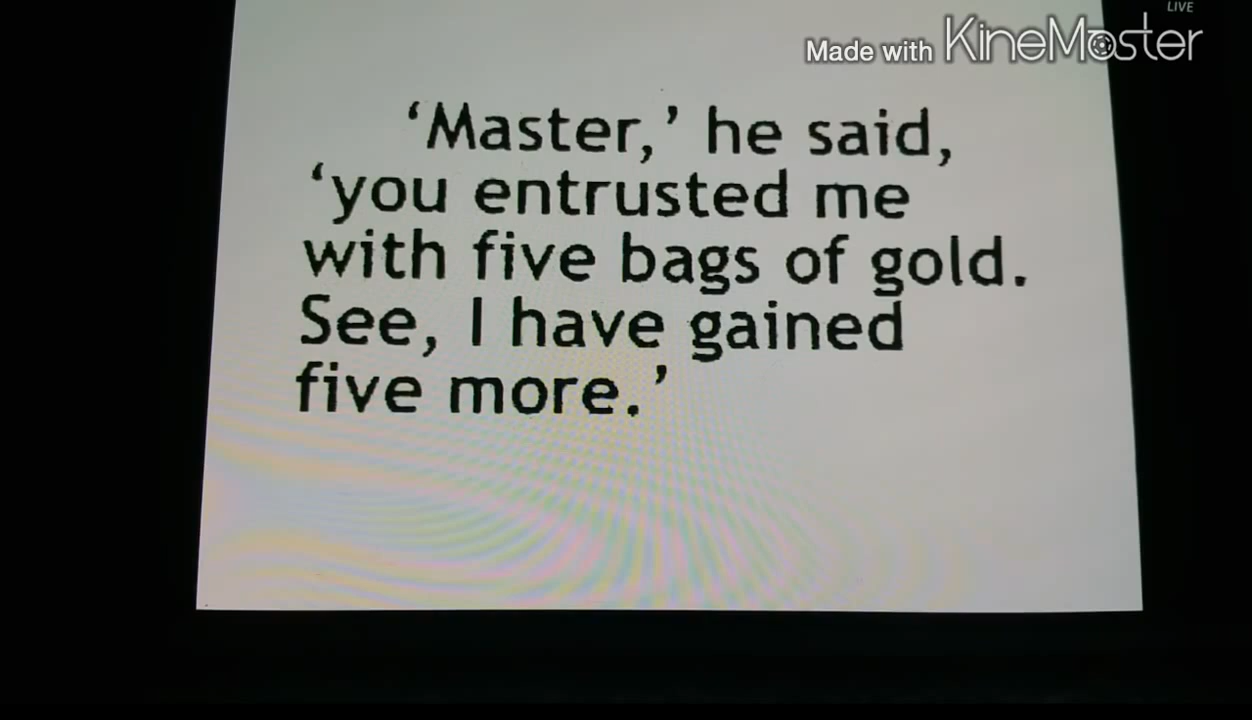 LIVE
Made with KineMaster
‘Master,’ he said,
‘you entrusted me
with five bags of gold.
See, I have gained
five more.’